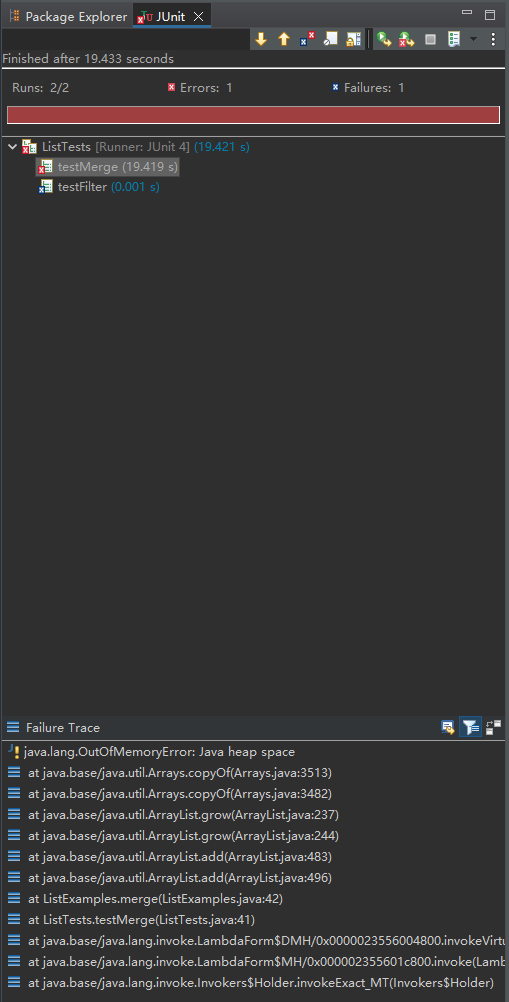 Package Explorer JUnit
Finished after 19.433 seconds
Runs: 2/2 Errors: 1 Failures: 1
ListTests [Runner: JUnit 4] (19.421 s)
testMerge (19.419 s)
testFilter (0.001 s)
Failure Trace
java.lang.OutOfMemoryError: Java heap space
at java.base/java.util.Arrays.copyOf(Arrays.java:3513)
at java.base/java.util.Arrays.copyOf(Arrays.java:3482)
at java.base/java.util.ArrayList.grow(ArrayList.java:237)
at java.base/java.util.ArrayList.grow(ArrayList.java:244)
at java.base/java.util.ArrayList.add(ArrayList.java:483)
at java.base/java.util.ArrayList.add(ArrayList.java:496)
at ListExamples.merge(ListExamples.java:42)
at ListTests.testMerge(ListTests.java:41)
at java.base/java.lang.invoke.LambdaForm$DMH/0x0000023556004800.invokeVirtu
at java.base/java.lang.invoke.LambdaForm$MH/0x000002355601c800.invoke(Lamb
at java.base/java.lang.invoke.Invokers$Holder.invokeExact_MT(Invokers$Holder)